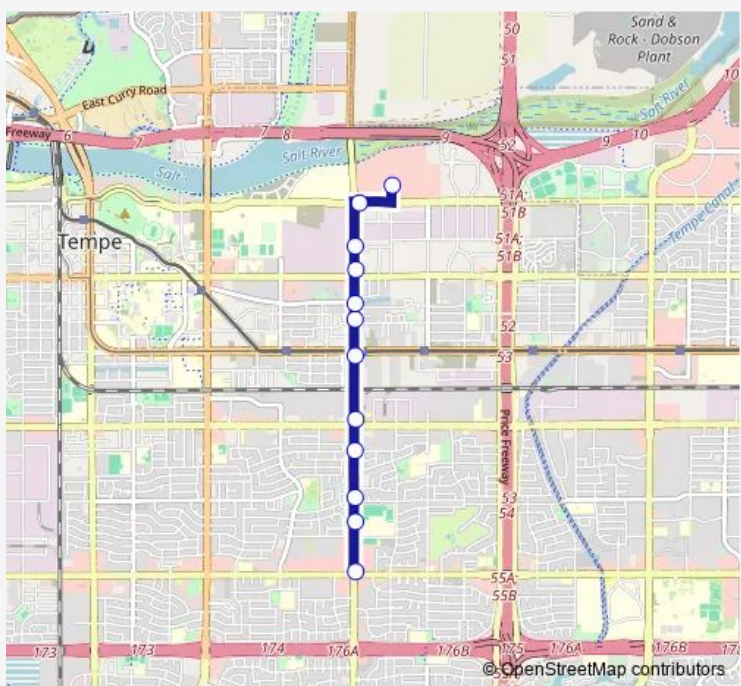 50
51
Sand &
Rock - Dobson
Plant
10
East Curry Road
Salt River
Freeway
6
7
7
8
9
52
9
10
Salt River
Salt
51A;
51B
Tempe
51A;
51B
Tempe Canal
52
53
Price Freeway
53
54
55A;
55B
173
173
174
176A
176B
175
176A
176B
© OpenStreetMap contributors